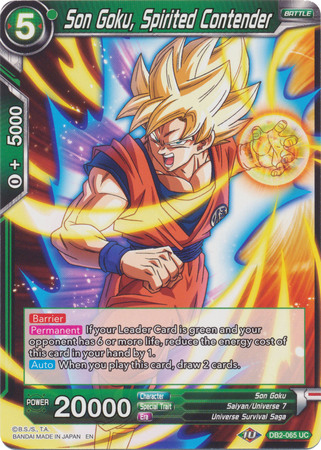 Son Goku, Spirited Contender
BATTLE
5
0 + 5000
Barrier
Permanent If your Leader Card is green and your
opponent has 6 or more life, reduce the energy cost of
this card in your hand by 1.
Auto When you play this card, draw 2 cards.
POWER 20000
Character Son Goku
Special Trait Saiyan/Universe 7
Era Universe Survival Saga
©B.S./S., T.A.
BANDAI MADE IN JAPAN EN
DB2-065 UC